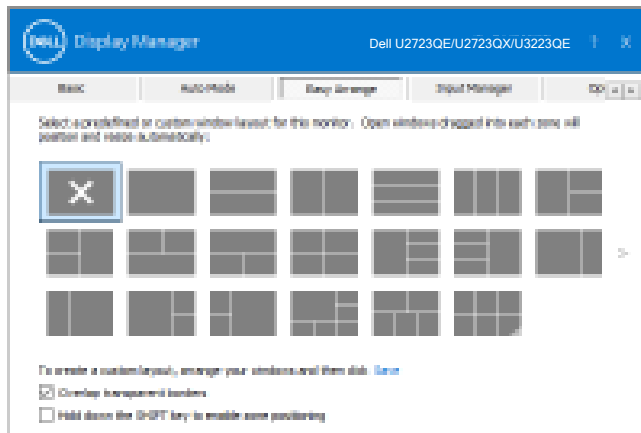 DELL Display Manager
Dell U2723QE/U2723QX/U3223QE ? X
Basic Auto Mode Easy Arrange Input Manager Op
Select a predefined or custom window layout for this monitor. Open windows dragged into each zone will
position and resize automatically.
To create a custom layout, arrange your windows and then click Save
Overlap transparent borders
Hold down the SHIFT key to enable zone positioning